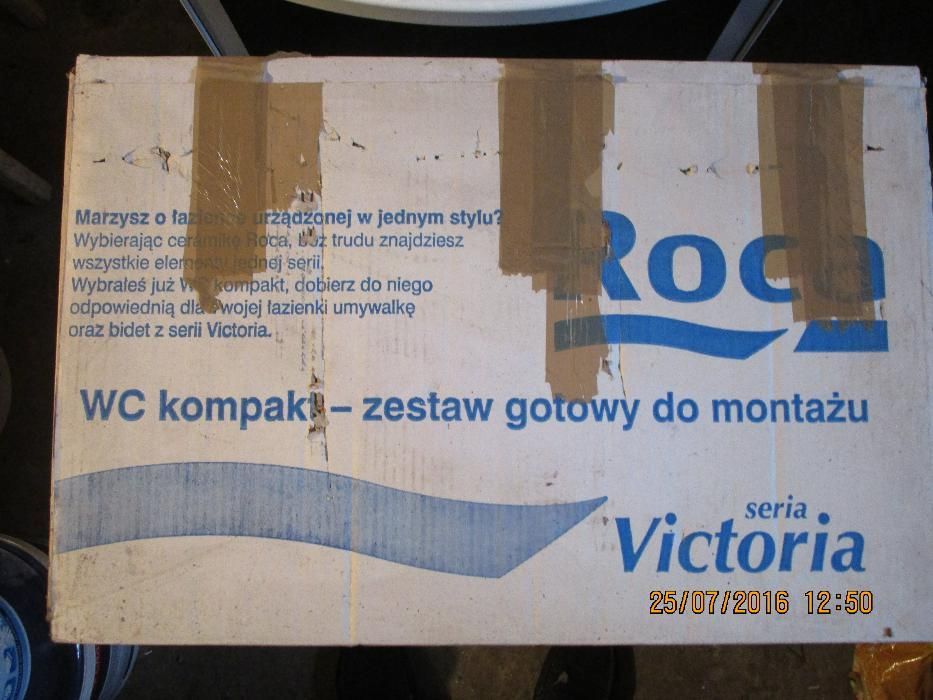 Marzysz o łazience urządzonej w jednym stylu?
Wybierając ceramikę Roca, bez trudu znajdziesz
wszystkie elementy jednej serii.
Wybrałeś już WC kompakt, dobierz do niego
odpowiednią dla swojej łazienki umywalkę
oraz bidet z serii Victoria.
Roca
WC kompakt – zestaw gotowy do montażu
seria
Victoria
25/07/2016 12:50